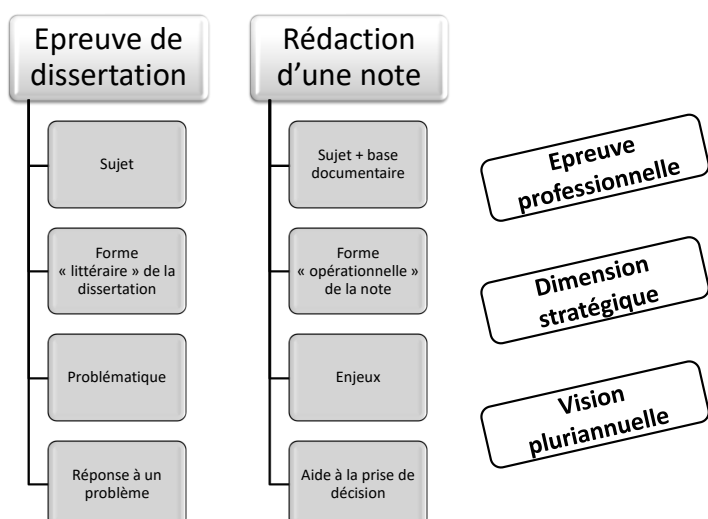 Epreuve de
dissertation
Sujet
Forme
« littéraire » de la
dissertation
Problématique
Réponse à un
problème
Rédaction
d’une note
Sujet + base
documentaire
Forme
« opérationnelle »
de la note
Enjeux
Aide à la prise de
décision
Epreuve
professionnelle
Dimension
stratégique
Vision
pluriannuelle